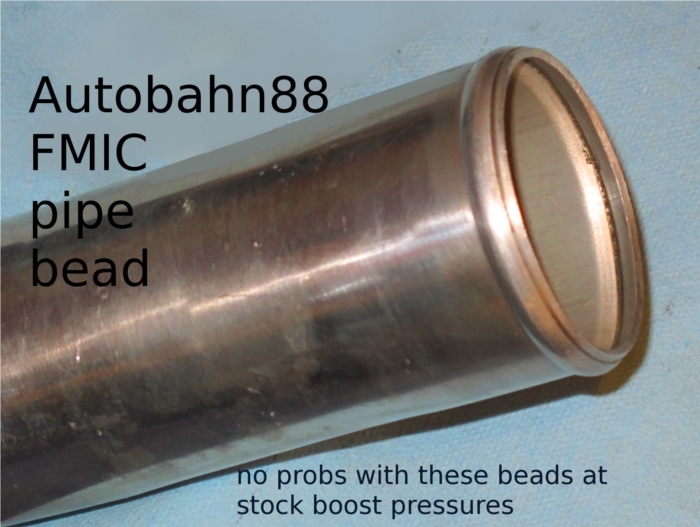 Autobahn88
FMIC
pipe
bead
no probs with these beads at
stock boost pressures